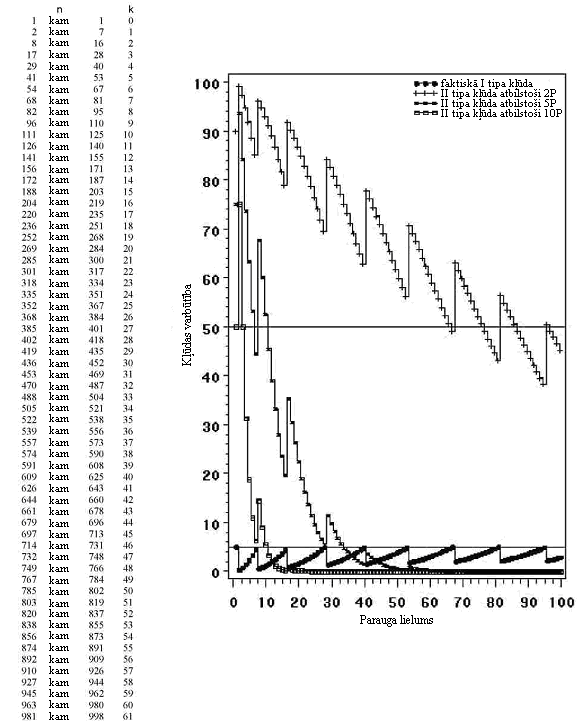 n k
1 kam 1 0
2 kam 7 1
8 kam 16 2
17 kam 28 3
29 kam 40 4
41 kam 53 5
54 kam 67 6
68 kam 81 7
82 kam 95 8
96 kam 110 9
111 kam 125 10
126 kam 140 11
141 kam 155 12
156 kam 171 13
172 kam 187 14
188 kam 203 15
204 kam 219 16
220 kam 235 17
236 kam 251 18
252 kam 268 19
269 kam 284 20
285 kam 300 21
301 kam 317 22
318 kam 334 23
335 kam 351 24
352 kam 367 25
368 kam 384 26
385 kam 401 27
402 kam 418 28
419 kam 435 29
436 kam 452 30
453 kam 469 31
470 kam 487 32
488 kam 504 33
505 kam 521 34
522 kam 538 35
539 kam 556 36
557 kam 573 37
574 kam 590 38
591 kam 608 39
609 kam 625 40
626 kam 643 41
644 kam 660 42
661 kam 678 43
679 kam 696 44
697 kam 713 45
714 kam 731 46
732 kam 748 47
749 kam 766 48
767 kam 784 49
785 kam 802 50
803 kam 819 51
820 kam 837 52
838 kam 855 53
856 kam 873 54
874 kam 891 55
892 kam 909 56
910 kam 926 57
927 kam 944 58
945 kam 962 59
963 kam 980 60
981 kam 998 61
faktiskā I tipa kļūda
II tipa kļūda atbilstoši 2P
II tipa kļūda atbilstoši 5P
II tipa kļūda atbilstoši 10P
Kļūdas varbūtība
100
90
80
70
60
50
40
30
20
10
5
0
0 10 20 30 40 50 60 70 80 90 100
Parauga lielums